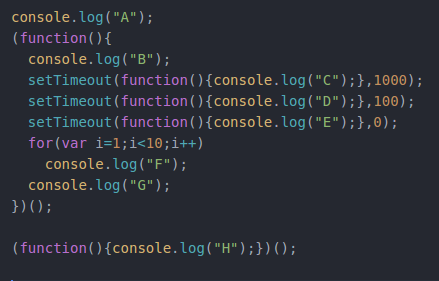 console.log("A");
(function(){
  console.log("B");
  setTimeout(function(){console.log("C");},1000);
  setTimeout(function(){console.log("D");},100);
  setTimeout(function(){console.log("E");},0);
  for(var i=1;i<10;i++)
    console.log("F");
  console.log("G");
})();

(function(){console.log("H");})();